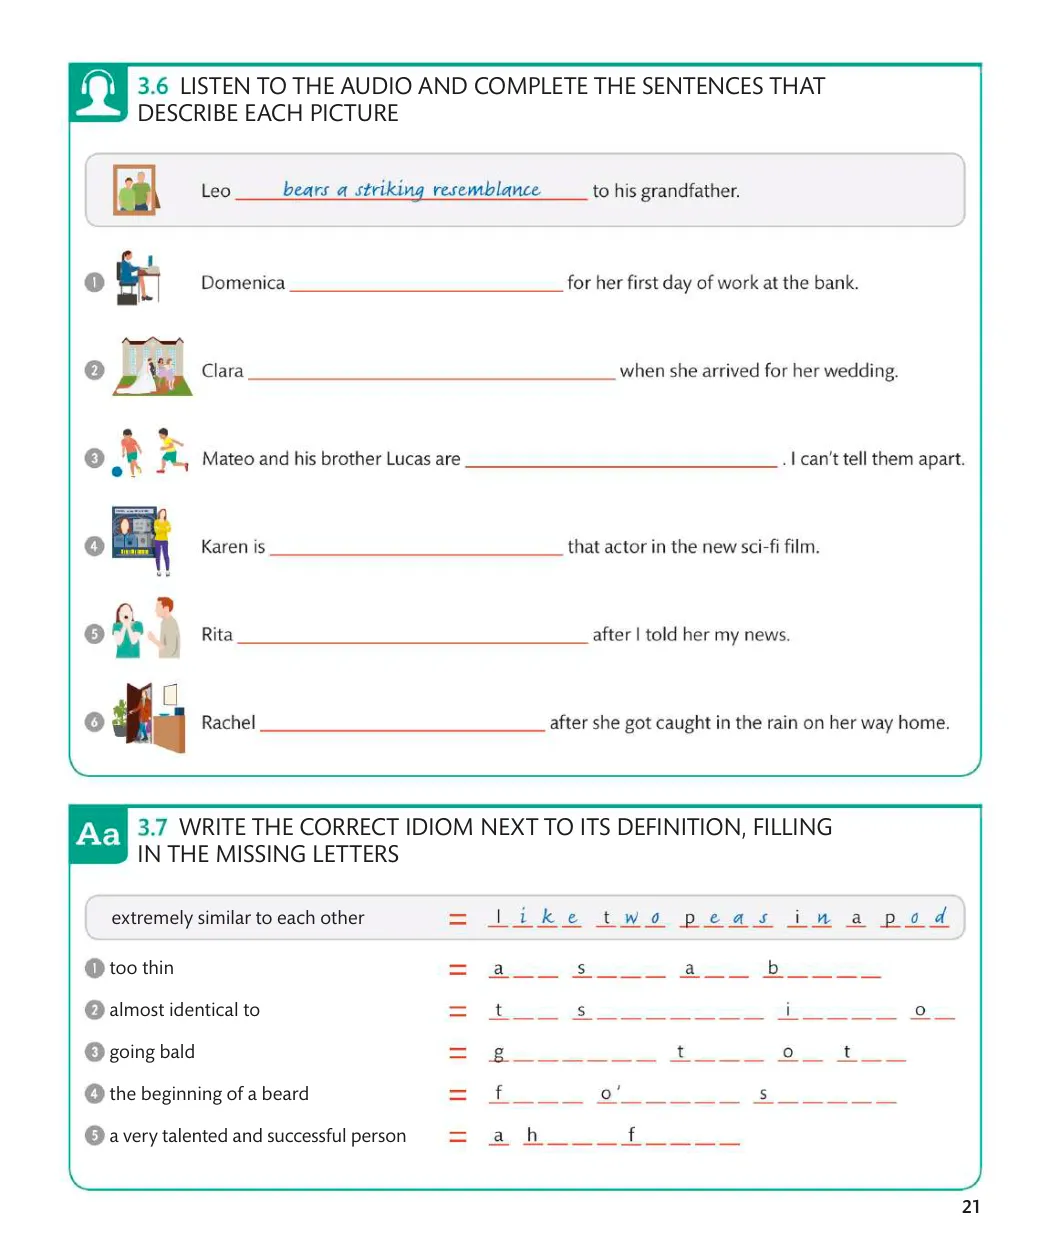 3.6 LISTEN TO THE AUDIO AND COMPLETE THE SENTENCES THAT
DESCRIBE EACH PICTURE
Leo bears a striking resemblance to his grandfather.
1 Domenica ____ for her first day of work at the bank.
2 Clara ____ when she arrived for her wedding.
3 Mateo and his brother Lucas are ____ . I can't tell them apart.
4 Karen is ____ that actor in the new sci-fi film.
5 Rita ____ after I told her my news.
6 Rachel ____ after she got caught in the rain on her way home.
Aa 3.7 WRITE THE CORRECT IDIOM NEXT TO ITS DEFINITION, FILLING
IN THE MISSING LETTERS
extremely similar to each other = l i k e t w o p e a s i n a p o d
1 too thin = a _ _ s _ _ _ a _ _ b _ _ _ _
2 almost identical to = t _ _ s _ _ _ _ _ _ _ i _ _ _ _ o _
3 going bald = g _ _ _ _ _ _ t _ _ _ o _ t _ _
4 the beginning of a beard = f _ _ _ o ' _ _ _ _ _ s _ _ _ _ _
5 a very talented and successful person = a h _ _ _ f _ _ _ _
21